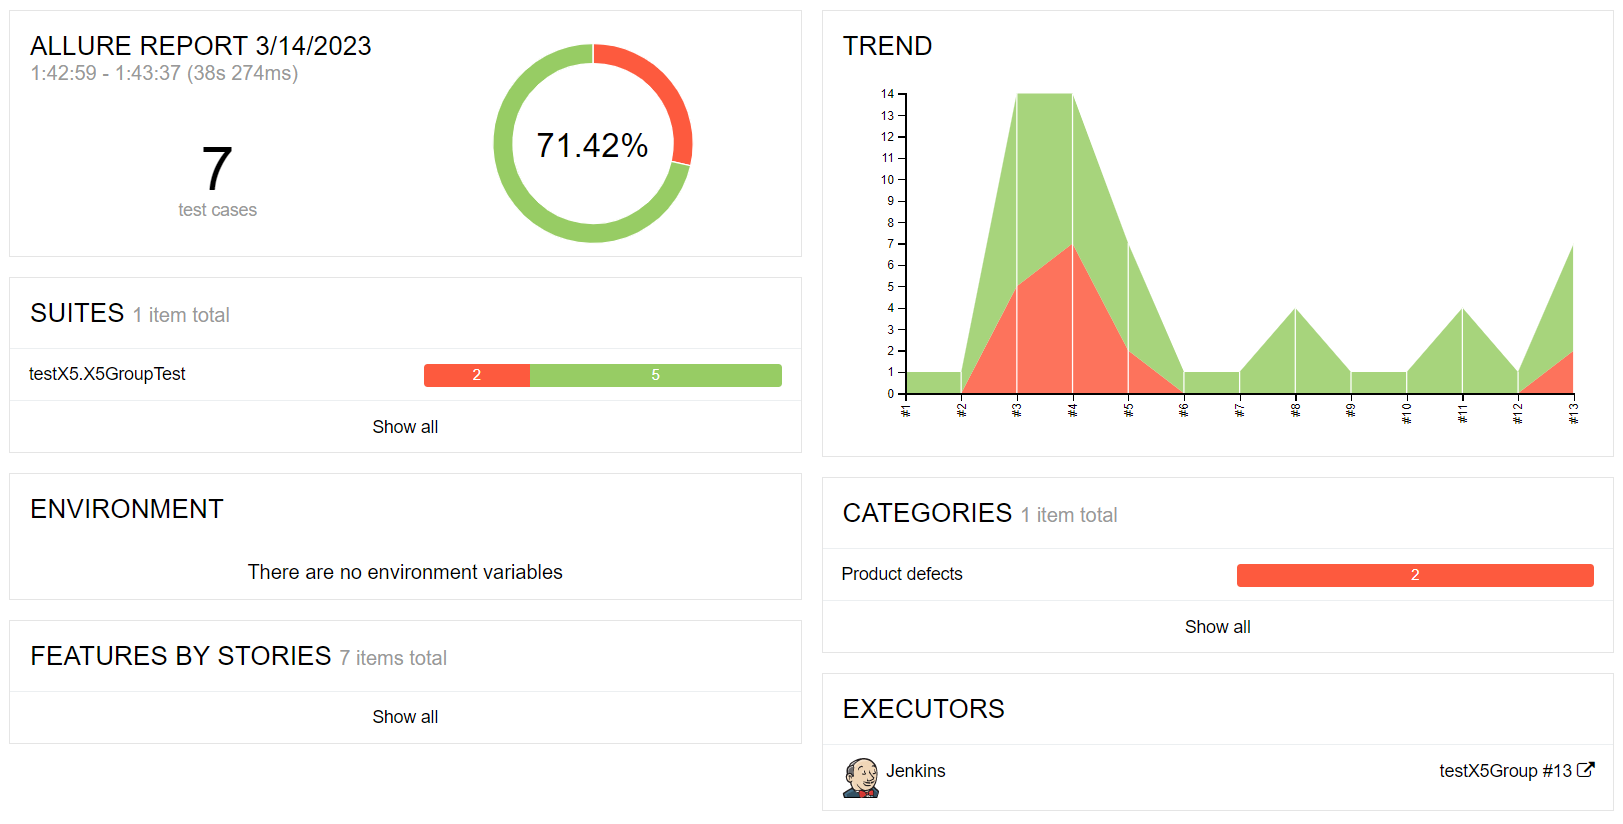 ALLURE REPORT 3/14/2023
1:42:59 - 1:43:37 (38s 274ms)
7
test cases
71.42%
SUITES 1 item total
testX5.X5GroupTest 2 5
Show all
ENVIRONMENT
There are no environment variables
FEATURES BY STORIES 7 items total
Show all
TREND
14
13
12
11
10
9
8
7
6
5
4
3
2
1
0
#1 #2 #3 #4 #5 #6 #7 #8 #9 #10 #11 #12 #13
CATEGORIES 1 item total
Product defects 2
Show all
EXECUTORS
Jenkins testX5Group #13